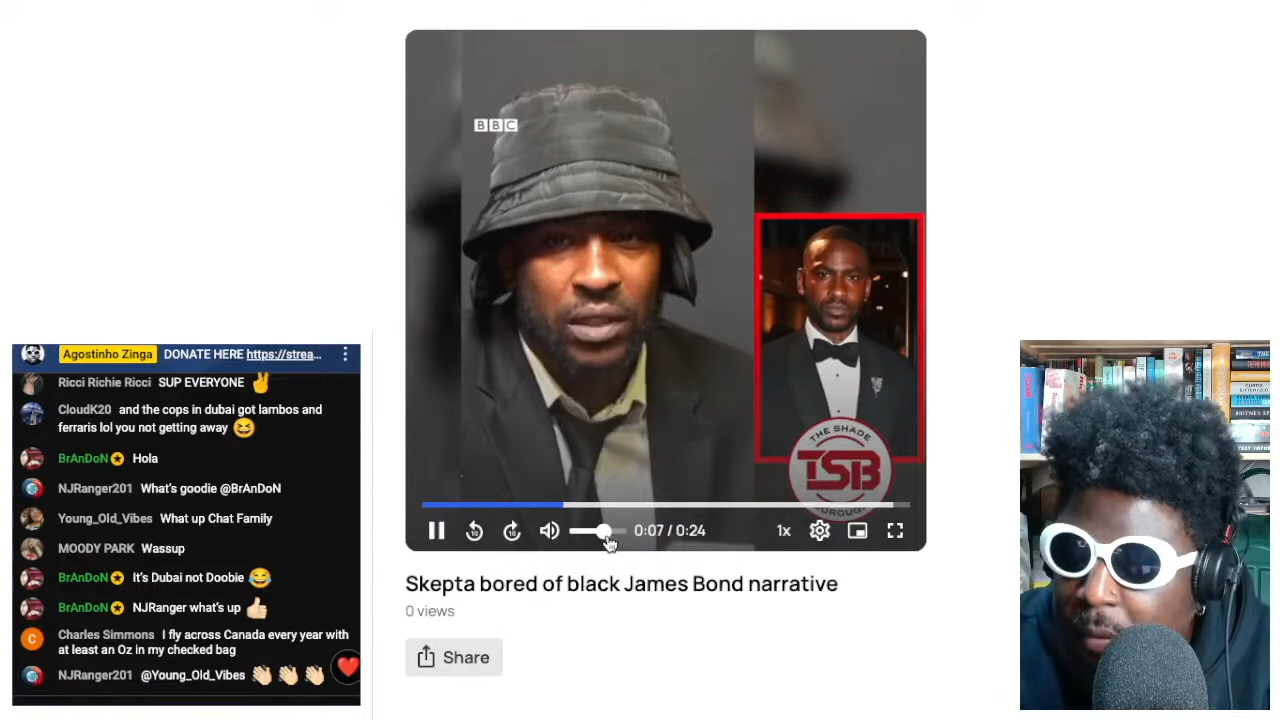 BBC
THE SHADE
TSB
BOROUGH
10
10
0:07 / 0:24
1x
Skepta bored of black James Bond narrative
0 views
Share
Agostinho Zinga DONATE HERE https://strea...
Ricci Richie Ricci SUP EVERYONE ✌️
CloudK20 and the cops in dubai got lambos and
ferraris lol you not getting away 😆
BrAnDoN Hola
NJRanger201 What's goodie @BrAnDoN
Young_Old_Vibes What up Chat Family
MOODY PARK Wassup
BrAnDoN It's Dubai not Doobie 😂
BrAnDoN NJRanger what's up 👍🏻
C
Charles Simmons I fly across Canada every year with
at least an Oz in my checked bag
NJRanger201 @Young_Old_Vibes 👏🏻 👏🏻 👏🏻
BRITNEY